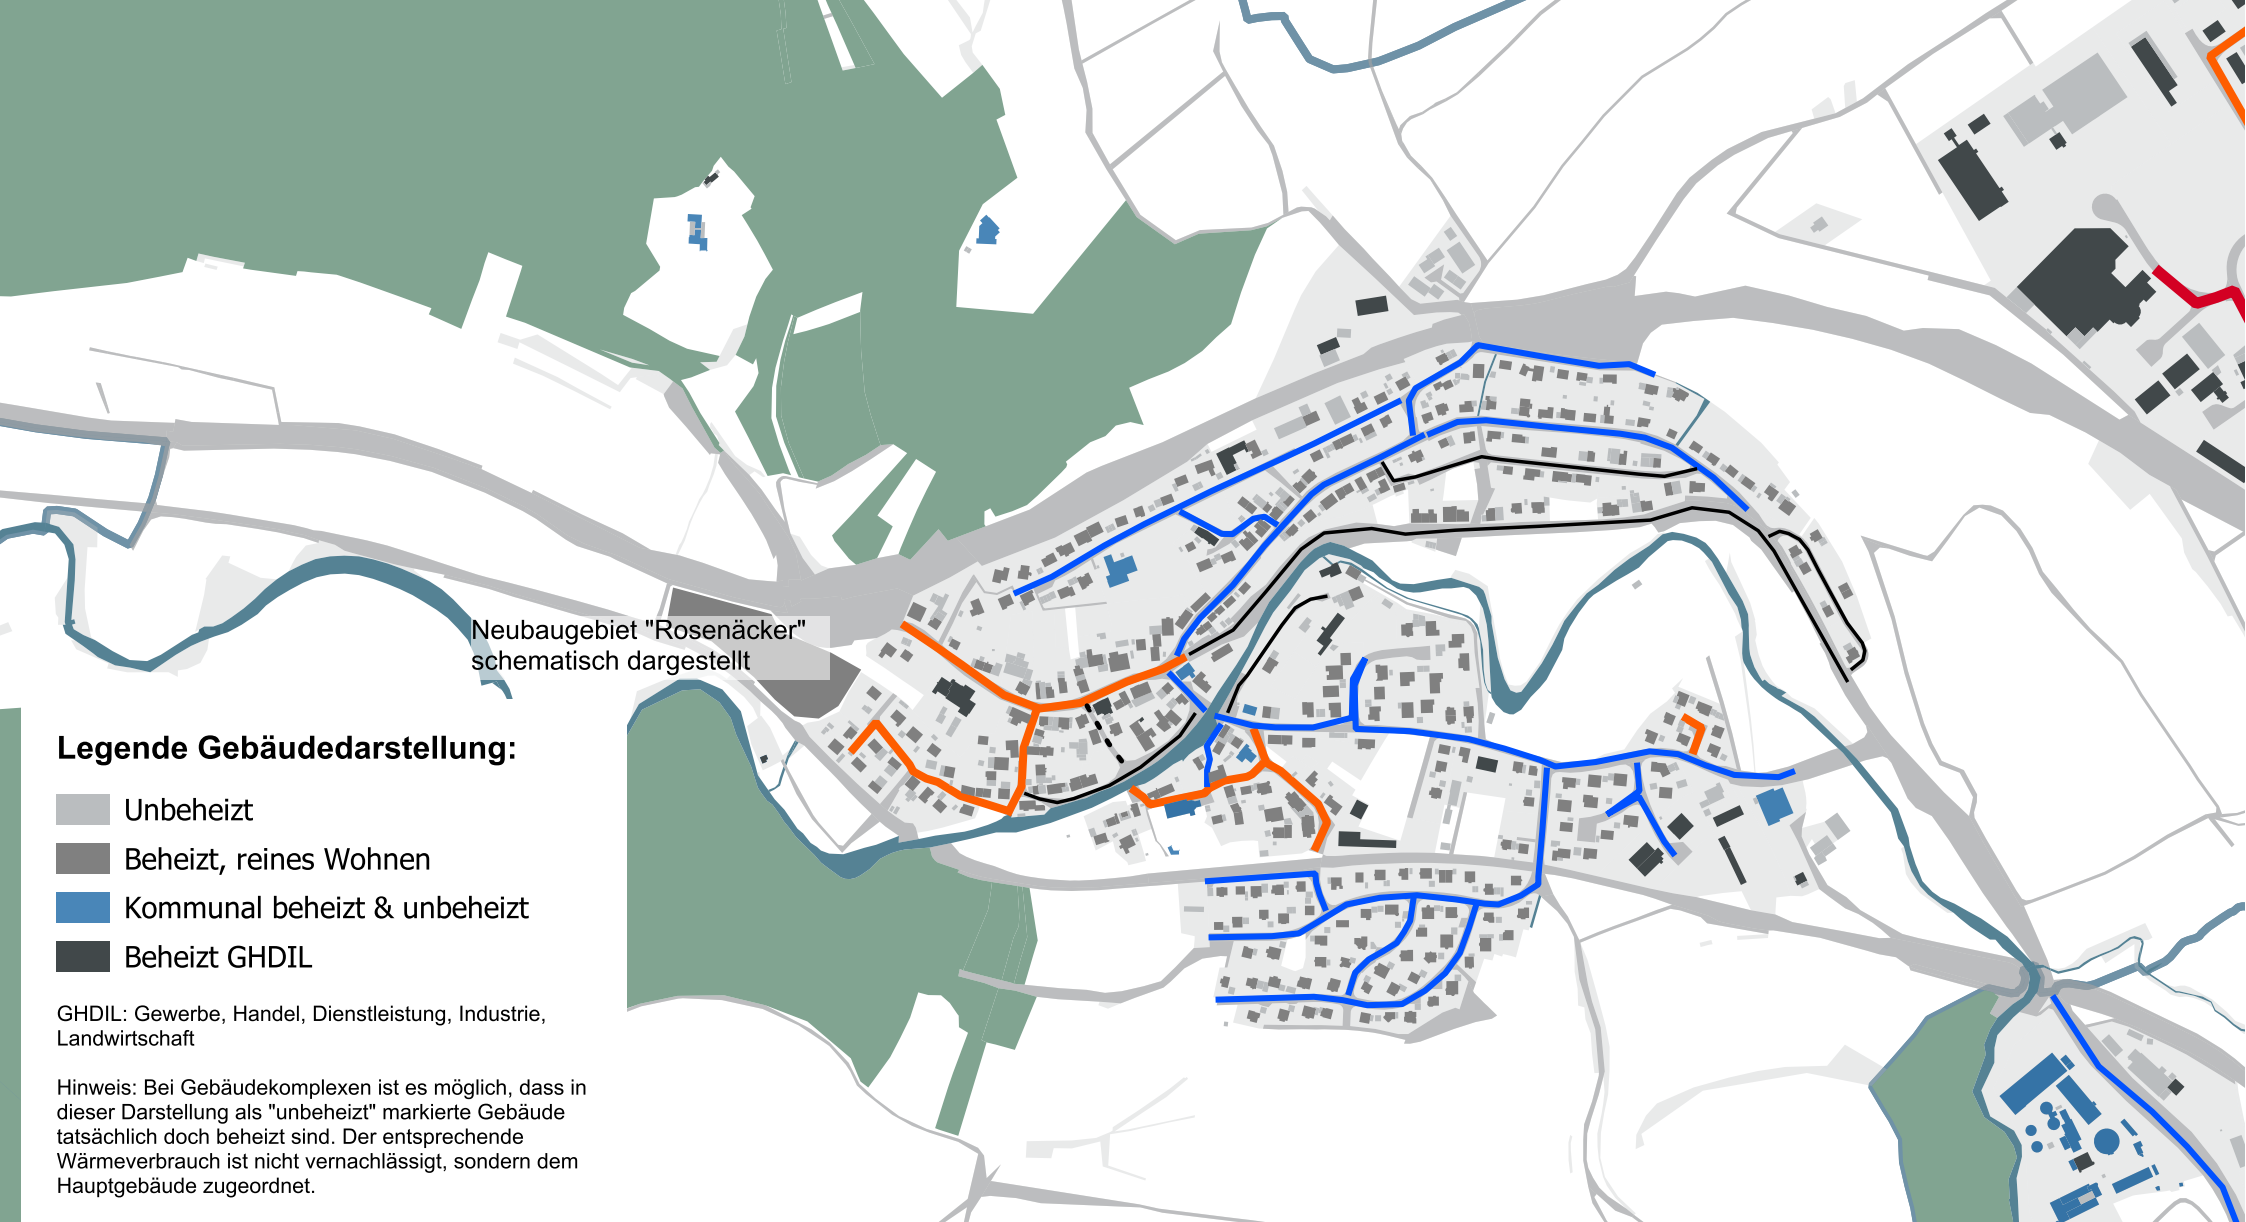 Neubaugebiet "Rosenäcker"
schematisch dargestellt
Legende Gebäudedarstellung:
Unbeheizt
Beheizt, reines Wohnen
Kommunal beheizt & unbeheizt
Beheizt GHDIL
GHDIL: Gewerbe, Handel, Dienstleistung, Industrie,
Landwirtschaft
Hinweis: Bei Gebäudekomplexen ist es möglich, dass in
dieser Darstellung als "unbeheizt" markierte Gebäude
tatsächlich doch beheizt sind. Der entsprechende
Wärmeverbrauch ist nicht vernachlässigt, sondern dem
Hauptgebäude zugeordnet.